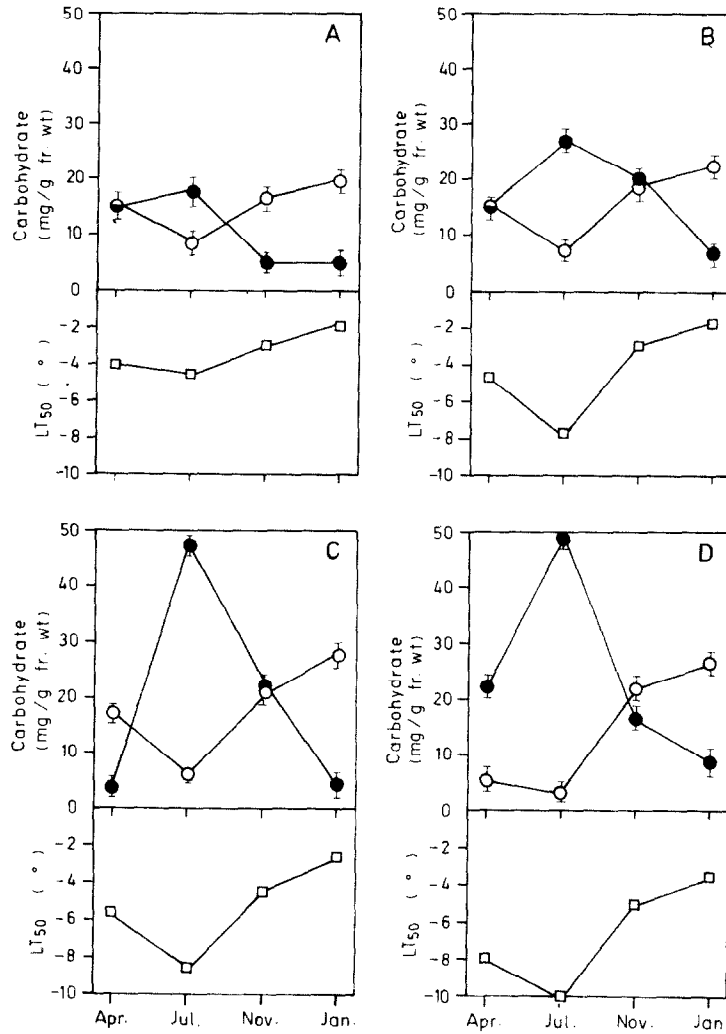 A
50
40
30
20
10
0
Carbohydrate
(mg/g fr. wt)
-2
-4
-6
-8
-10
LT50 ( ° )
B
50
40
30
20
10
0
Carbohydrate
(mg/g fr. wt)
-2
-4
-6
-8
-10
LT50 ( ° )
C
50
40
30
20
10
0
Carbohydrate
(mg/g fr. wt)
-2
-4
-6
-8
-10
LT50 ( ° )
Apr. Jul. Nov. Jan.
D
50
40
30
20
10
0
Carbohydrate
(mg/g fr. wt)
-2
-4
-6
-8
-10
LT50 ( ° )
Apr. Jul. Nov. Jan.